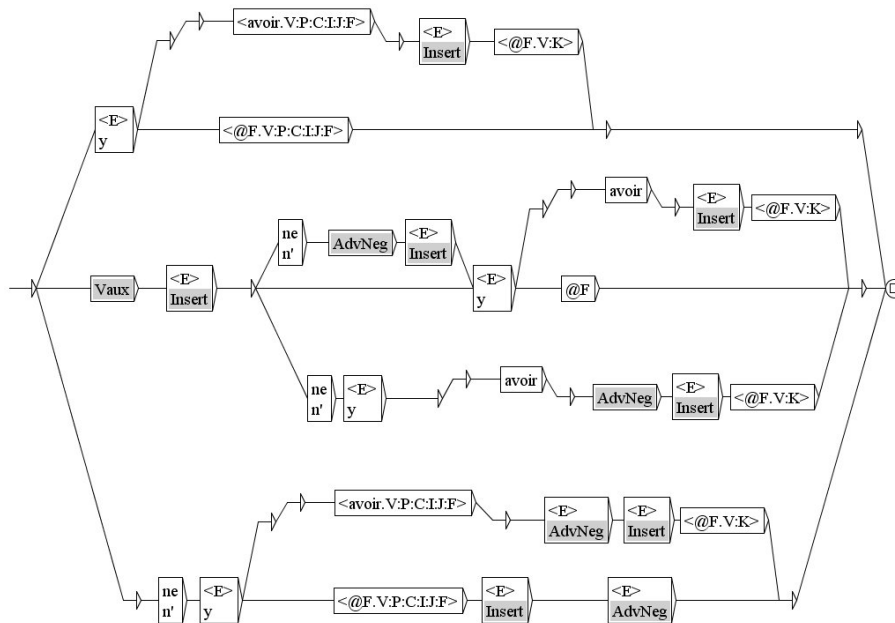 <avoir.V:P:C:I:J:F>
<E>
Insert
<@F.V:K>
<E>
y
<@F.V:P:C:I:J:F>
avoir
<E>
Insert
<@F.V:K>
ne
n'
AdvNeg
<E>
Insert
<E>
y
@F
Vaux
<E>
Insert
ne
n'
<E>
y
avoir
AdvNeg
<E>
Insert
<@F.V:K>
<avoir.V:P:C:I:J:F>
<E>
AdvNeg
<E>
Insert
<@F.V:K>
ne
n'
<E>
y
<@F.V:P:C:I:J:F>
<E>
Insert
<E>
AdvNeg